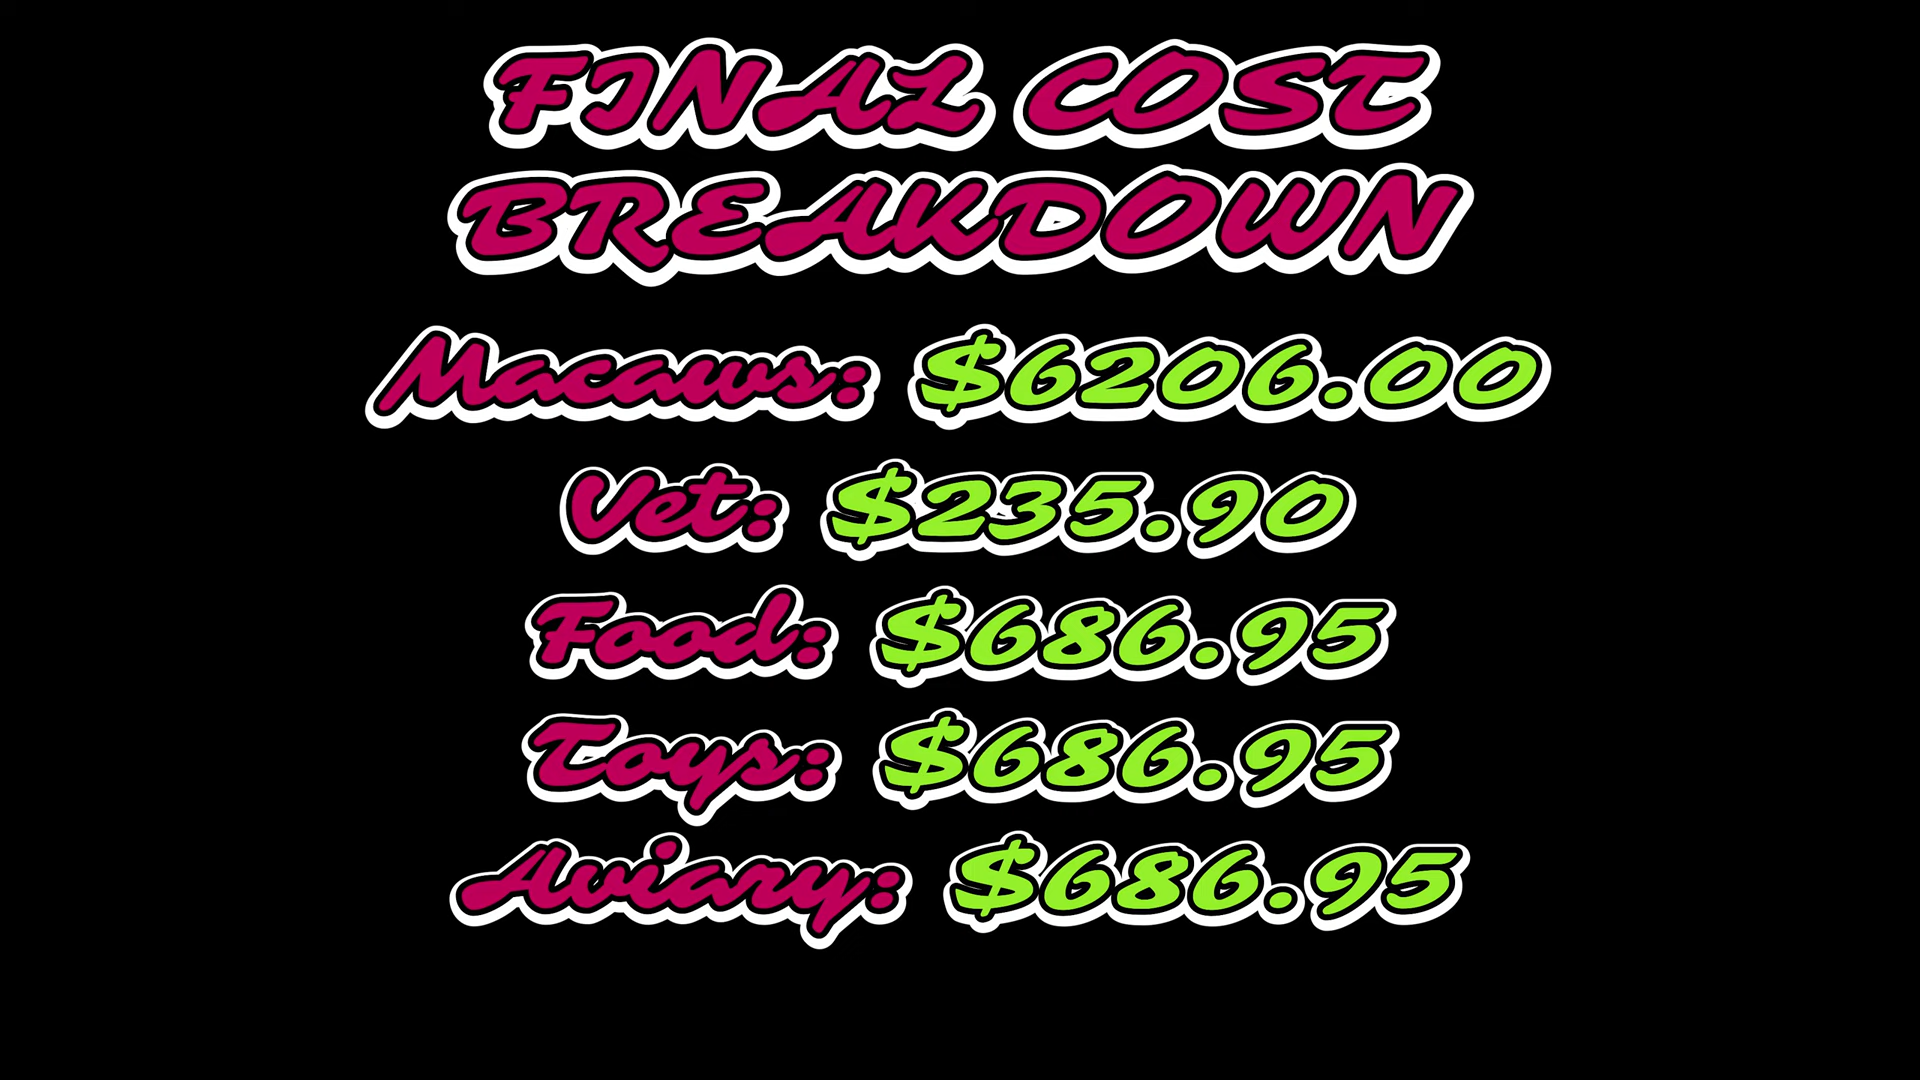 FINAL COST
BREAKDOWN
Macaws: $6206.00
Vet: $235.90
Food: $686.95
Toys: $686.95
Aviary: $686.95